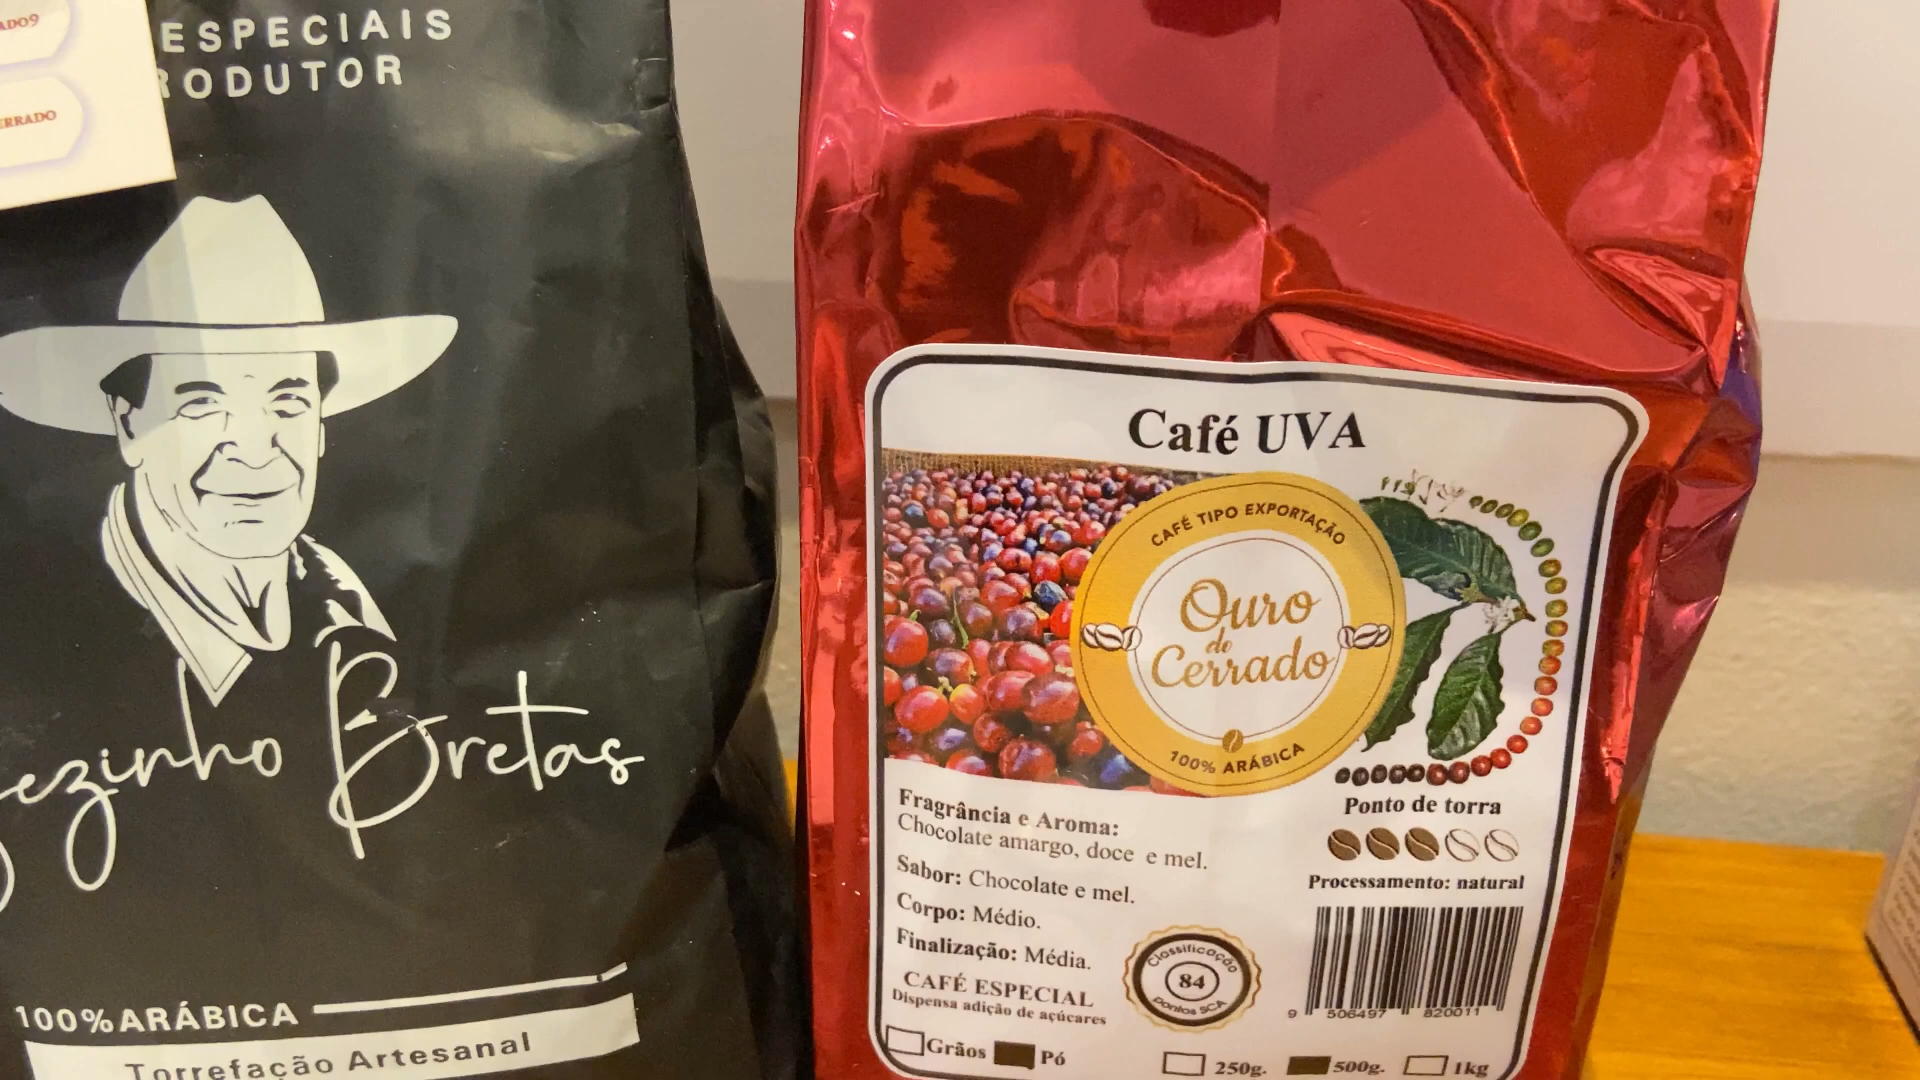 ADO9
ERRADO
ESPECIAIS
RODUTOR
ezinho Bretas
100% ARÁBICA
Torrefação Artesanal
Café UVA
CAFÉ TIPO EXPORTAÇÃO
Ouro
do
Cerrado
100% ARÁBICA
Fragrância e Aroma:
Chocolate amargo, doce e mel.
Sabor: Chocolate e mel.
Corpo: Médio.
Finalização: Média.
CAFÉ ESPECIAL
Dispensa adição de açúcares
Grãos Pó
Classificação
84
pontos SCA
Ponto de torra
Processamento: natural
9 506497 820011
250g. 500g. 1kg